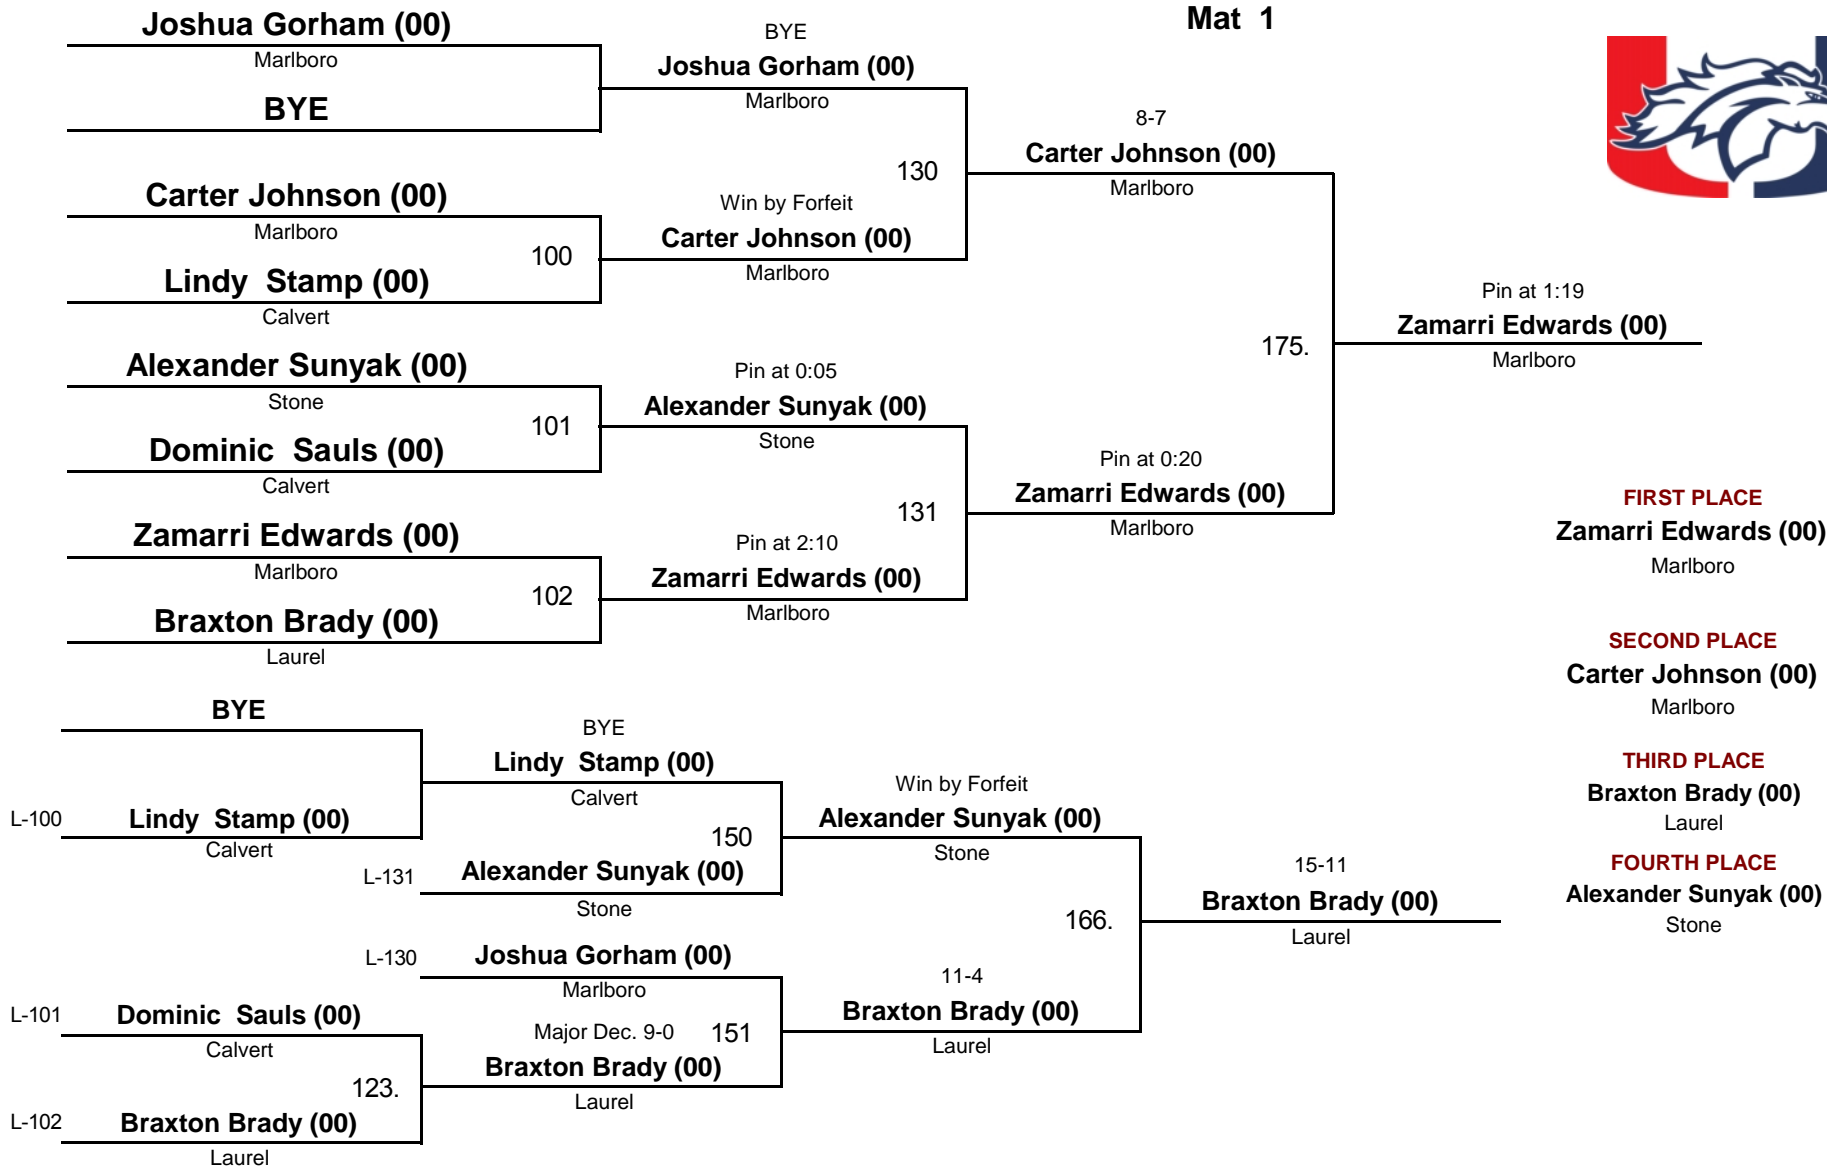 Mat  1
Joshua Gorham (00)
Marlboro
BYE
BYE
Joshua Gorham (00)
Marlboro
Carter Johnson (00)
Marlboro
100
Lindy  Stamp (00)
Calvert
Win by Forfeit
Carter Johnson (00)
Marlboro
130
8-7
Carter Johnson (00)
Marlboro
Alexander Sunyak (00)
Stone
101
Dominic  Sauls (00)
Calvert
Pin at 0:05
Alexander Sunyak (00)
Stone
Zamarri Edwards (00)
Marlboro
102
Braxton Brady (00)
Laurel
Pin at 2:10
Zamarri Edwards (00)
Marlboro
131
Pin at 0:20
Zamarri Edwards (00)
Marlboro
175.
Pin at 1:19
Zamarri Edwards (00)
Marlboro
FIRST PLACE
Zamarri Edwards (00)
Marlboro
SECOND PLACE
Carter Johnson (00)
Marlboro
THIRD PLACE
Braxton Brady (00)
Laurel
FOURTH PLACE
Alexander Sunyak (00)
Stone
BYE
L-100
Lindy  Stamp (00)
Calvert
BYE
Lindy  Stamp (00)
Calvert
150
L-131
Alexander Sunyak (00)
Stone
Win by Forfeit
Alexander Sunyak (00)
Stone
L-130
Joshua Gorham (00)
Marlboro
L-101
Dominic  Sauls (00)
Calvert
123.
L-102
Braxton Brady (00)
Laurel
Major Dec. 9-0
151
Braxton Brady (00)
Laurel
11-4
Braxton Brady (00)
Laurel
166.
15-11
Braxton Brady (00)
Laurel